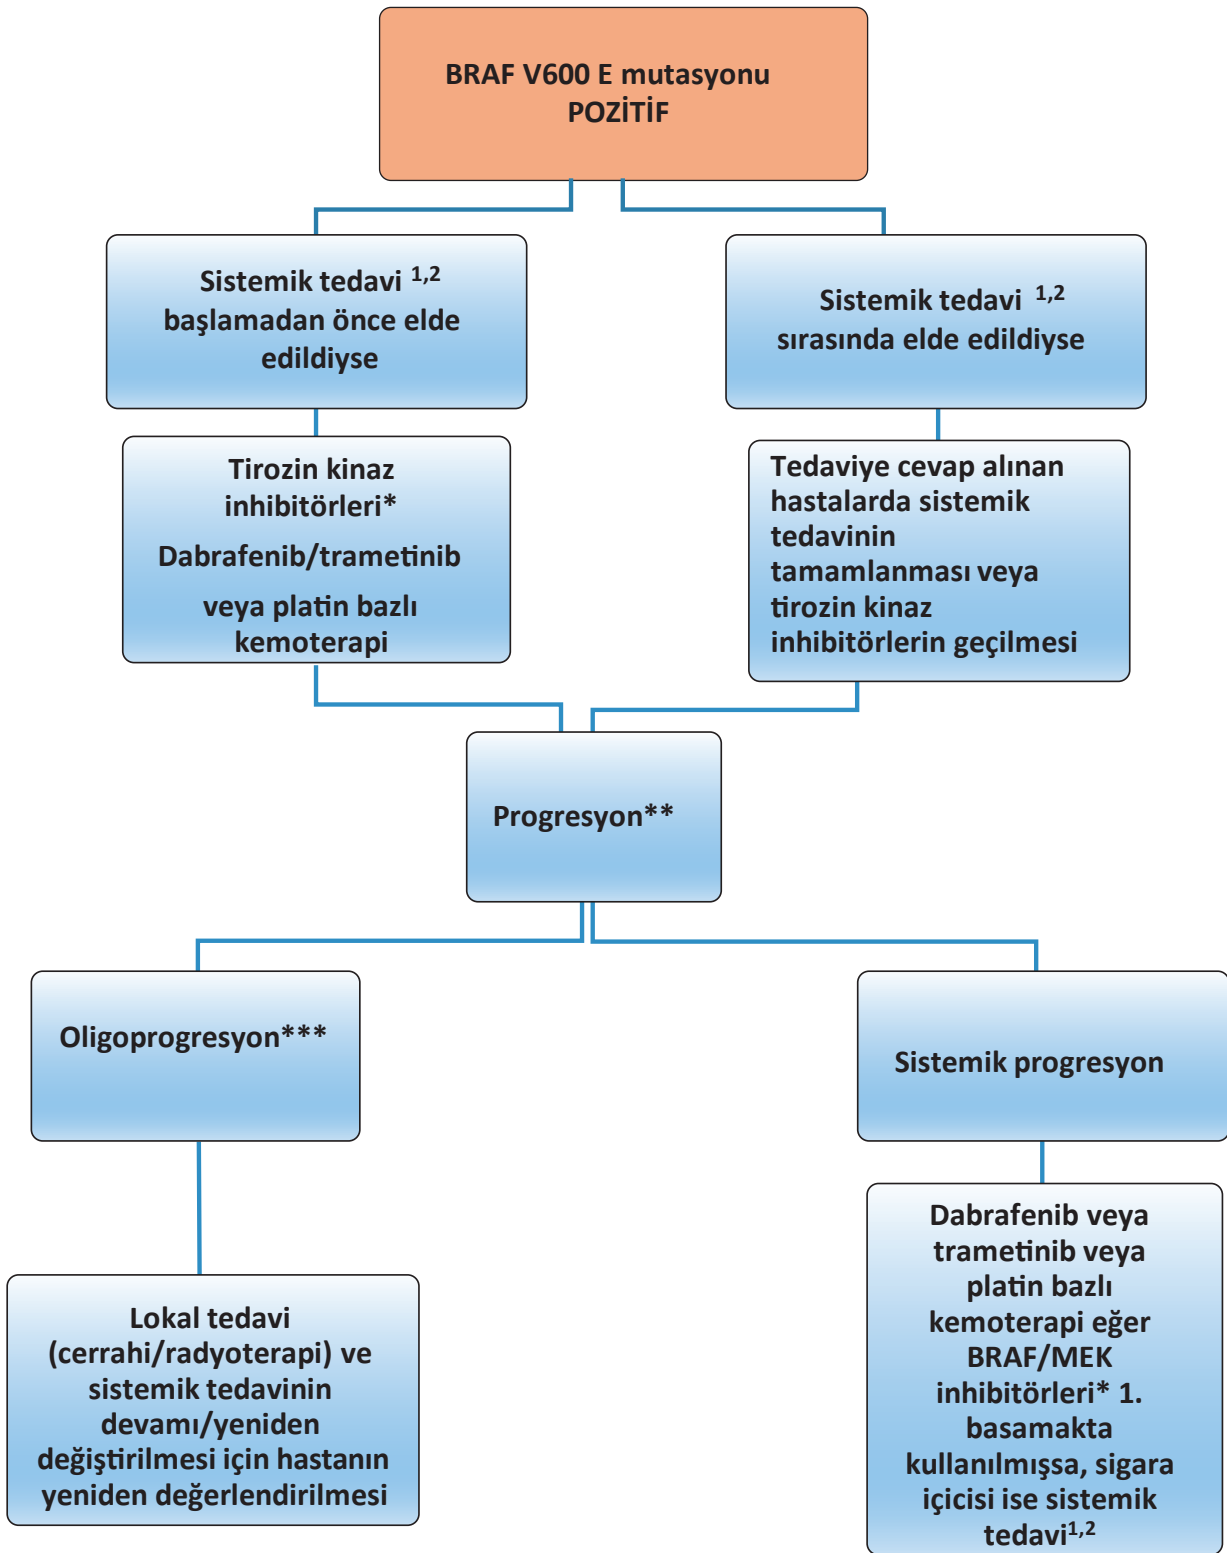 BRAF V600 E mutasyonu
POZİTİF
Sistemik tedavi 1,2
başlamadan önce elde
edildiyse
Sistemik tedavi 1,2
sırasında elde edildiyse
Tirozin kinaz
inhibitörleri*
Dabrafenib/trametinib
veya platin bazlı
kemoterapi
Tedaviye cevap alınan
hastalarda sistemik
tedavinin
tamamlanması veya
tirozin kinaz
inhibitörlerin geçilmesi
Progresyon**
Oligoprogresyon***
Sistemik progresyon
Lokal tedavi
(cerrahi/radyoterapi) ve
sistemik tedavinin
devamı/yeniden
değiştirilmesi için hastanın
yeniden değerlendirilmesi
Dabrafenib veya
trametinib veya
platin bazlı
kemoterapi eğer
BRAF/MEK
inhibitörleri* 1.
basamakta
kullanılmışsa, sigara
içicisi ise sistemik
tedavi1,2